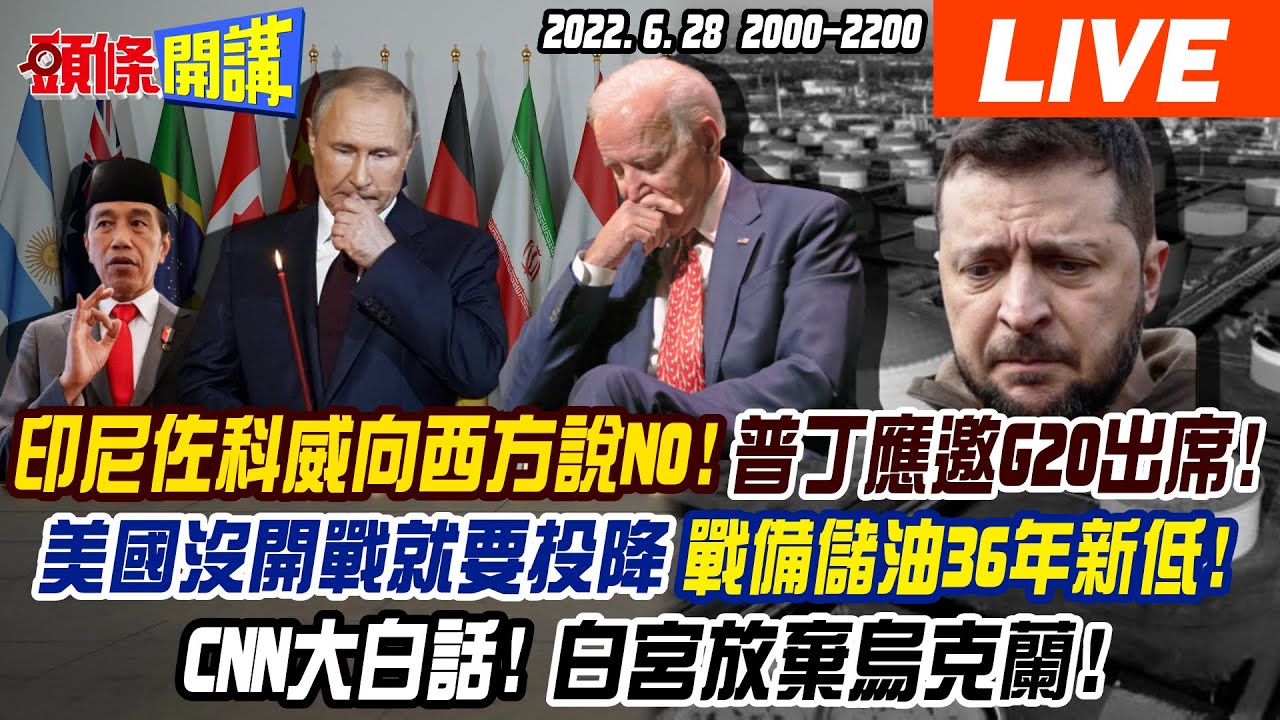 頭條開講
2022.6.28 2000-2200
LIVE
印尼佐科威向西方說NO!普丁應邀G20出席!
美國沒開戰就要投降 戰備儲油36年新低!
CNN大白話!白宮放棄烏克蘭!